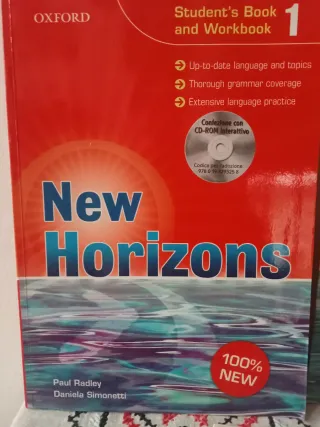 OXFORD
Student's Book
and Workbook 1
Up-to-date language and topics
Thorough grammar coverage
Extensive language practice
Confezione con
CD-ROM interattivo
New
Horizons
100%
NEW
Paul Radley
Daniela Simonetti